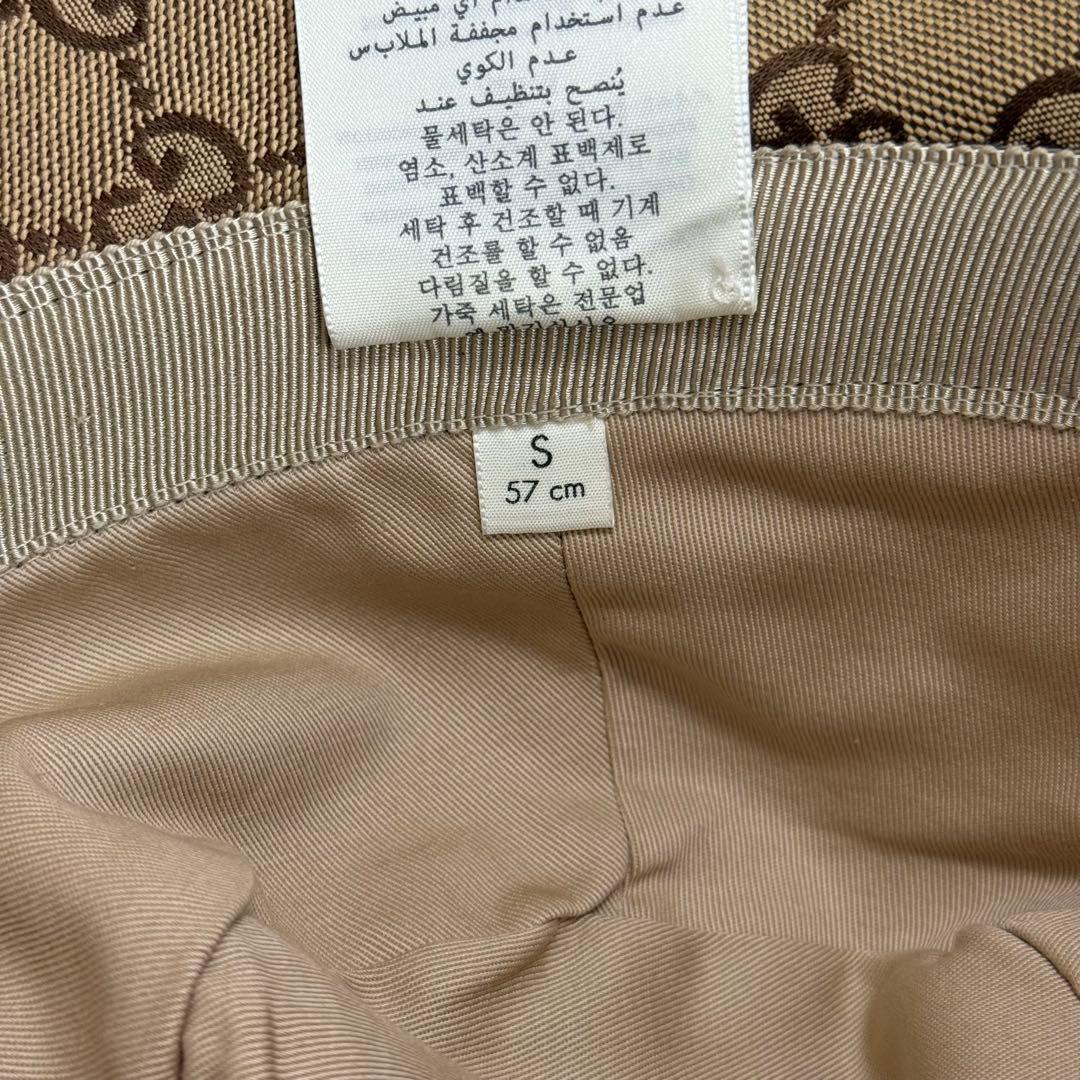 أي مبيض
عدم استخدام مجففة الملابس
عدم الكوي
يُنصح بتنظيف عند
물세탁은 안 된다.
염소, 산소계 표백제로
표백할 수 없다.
세탁 후 건조할 때 기계
건조를 할 수 없음
다림질을 할 수 없다.
가죽 세탁은 전문업
S
57 cm